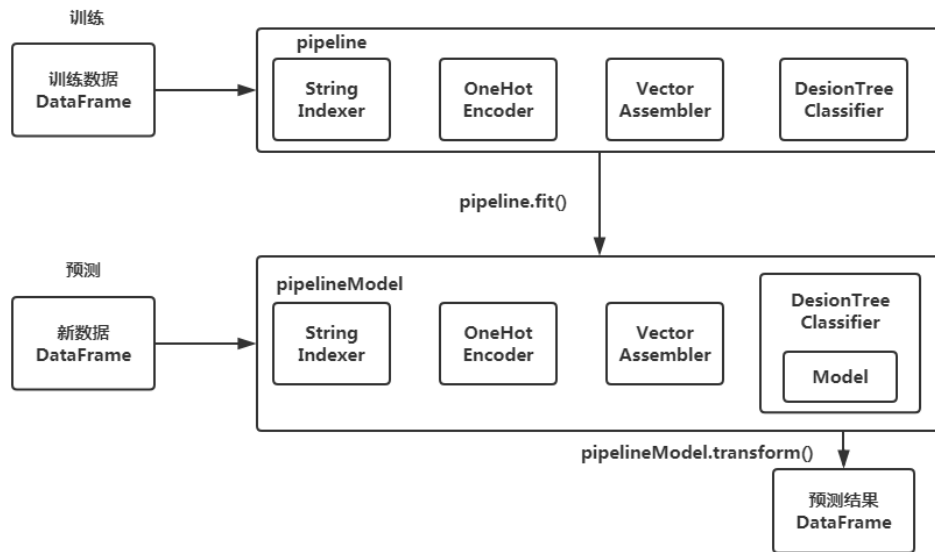 训练
训练数据
DataFrame
pipeline
String
Indexer
OneHot
Encoder
Vector
Assembler
DesionTree
Classifier
pipeline.fit()
预测
新数据
DataFrame
pipelineModel
String
Indexer
OneHot
Encoder
Vector
Assembler
DesionTree
Classifier
Model
pipelineModel.transform()
预测结果
DataFrame